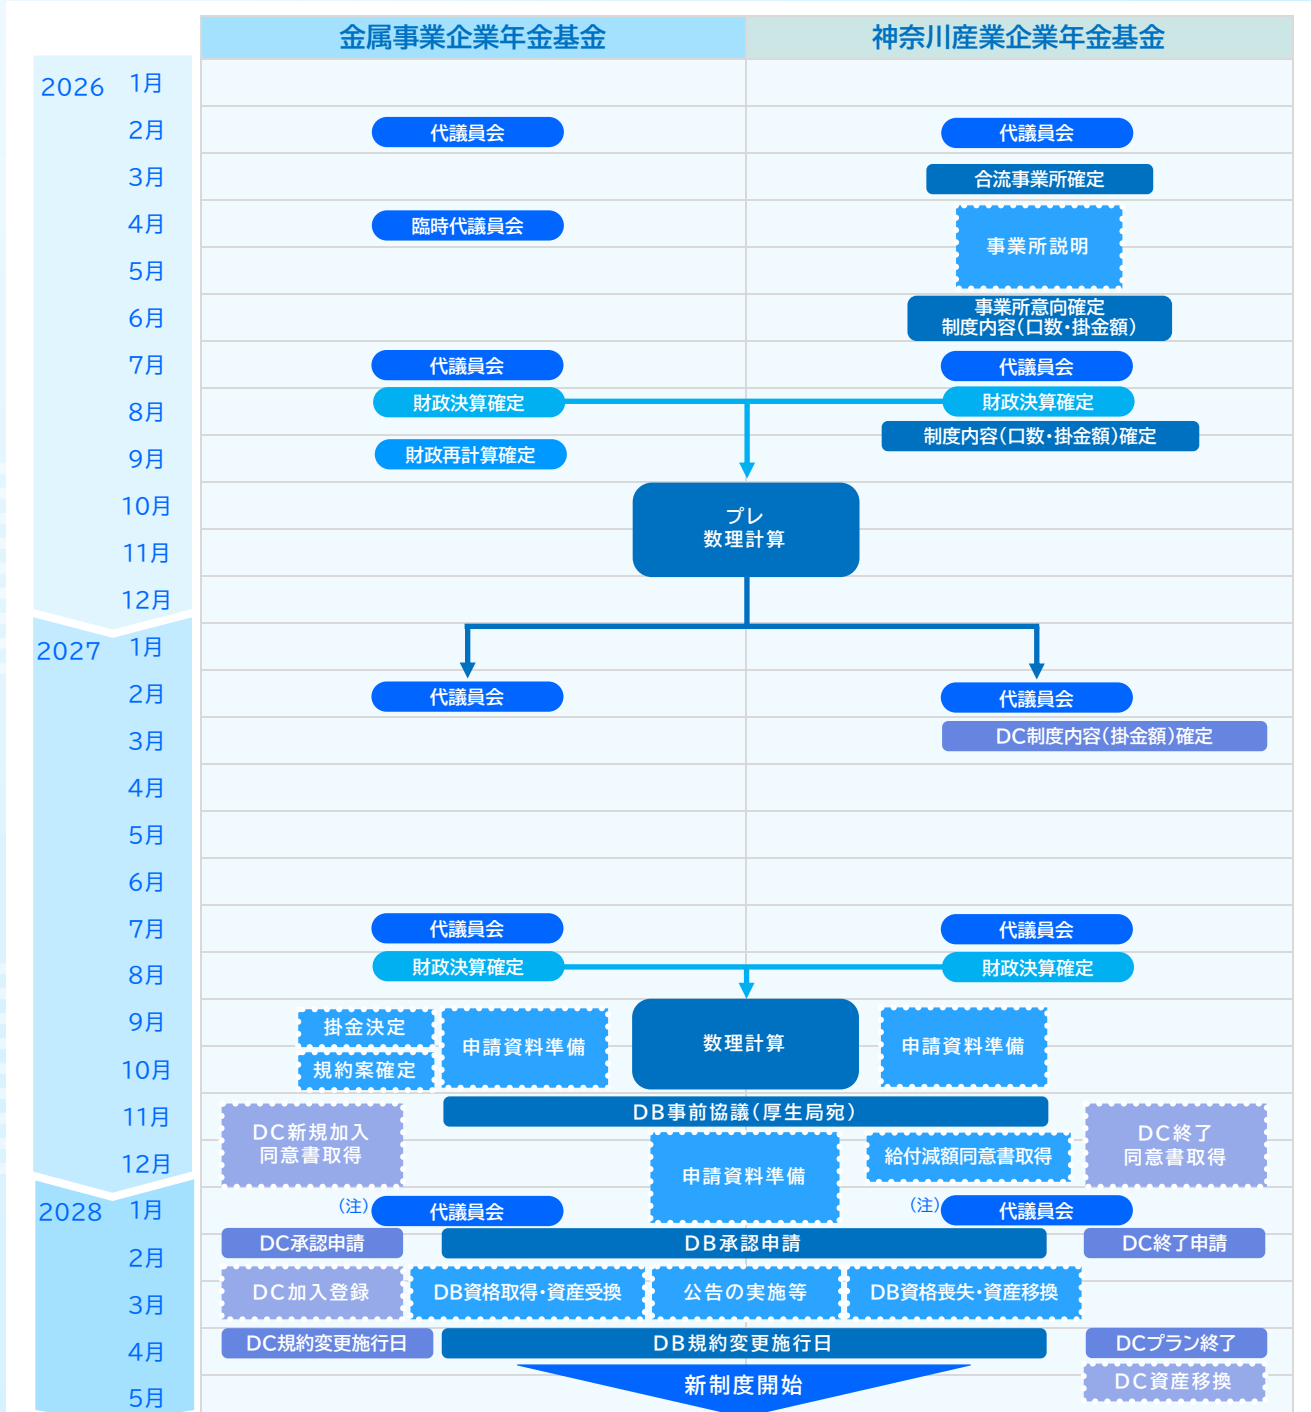 金属事業企業年金基金
神奈川産業企業年金基金
2026
1月
2月
代議員会
代議員会
3月
合流事業所確定
4月
臨時代議員会
事業所説明
5月
6月
事業所意向確定
制度内容(口数・掛金額)
7月
代議員会
代議員会
8月
財政決算確定
財政決算確定
制度内容(口数・掛金額)確定
9月
財政再計算確定
10月
プレ
数理計算
11月
12月
2027
1月
2月
代議員会
代議員会
3月
DC制度内容(掛金額)確定
4月
5月
6月
7月
代議員会
代議員会
8月
財政決算確定
財政決算確定
9月
掛金決定
申請資料準備
数理計算
申請資料準備
10月
規約案確定
11月
DB事前協議(厚生局宛)
DC新規加入
同意書取得
DC終了
同意書取得
12月
申請資料準備
給付減額同意書取得
2028
1月
(注)
代議員会
(注)
代議員会
DC承認申請
DB承認申請
DC終了申請
2月
3月
DC加入登録
DB資格取得・資産受換
公告の実施等
DB資格喪失・資産移換
4月
DC規約変更施行日
DB規約変更施行日
DCプラン終了
新制度開始
DC資産移換
5月